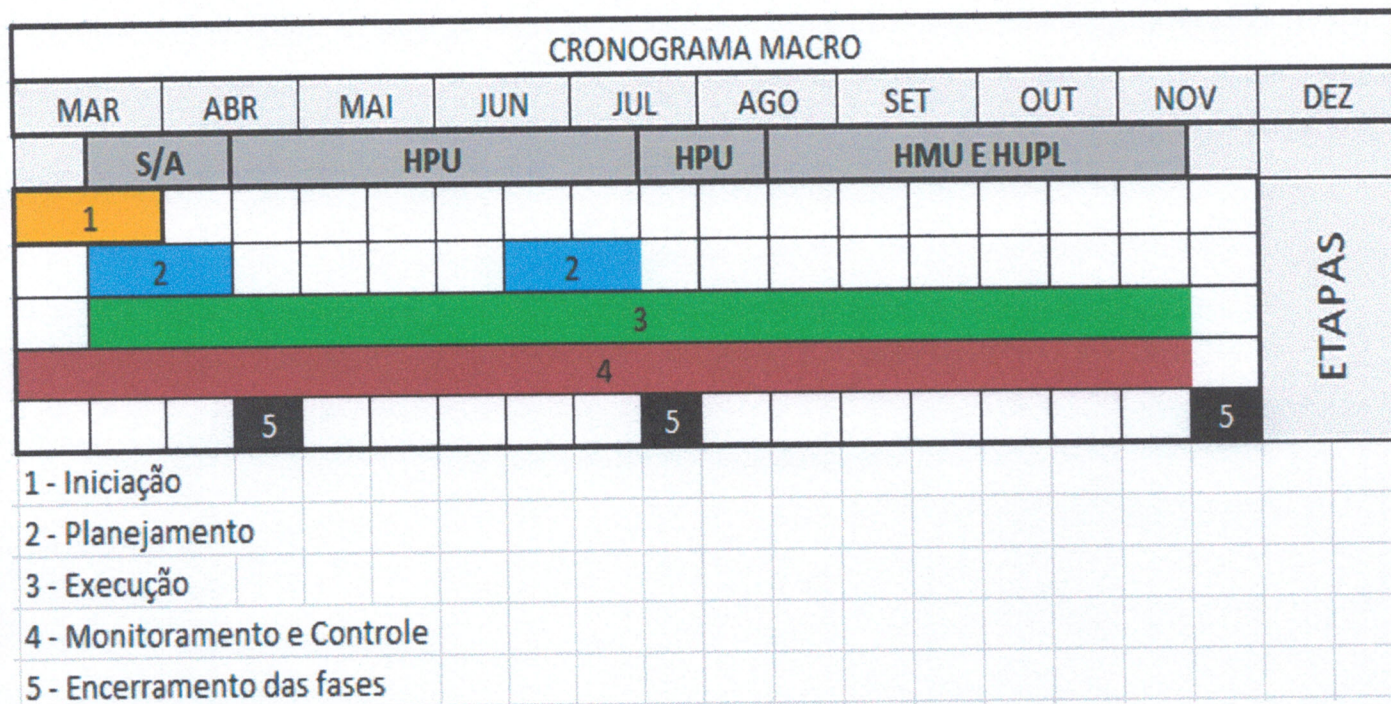 CRONOGRAMA MACRO
MAR ABR MAI JUN JUL AGO SET OUT NOV DEZ
S/A HPU HPU HMU E HUPL
1
2 2
3
4
5 5 5
ETAPAS
1 - Iniciação
2 - Planejamento
3 - Execução
4 - Monitoramento e Controle
5 - Encerramento das fases